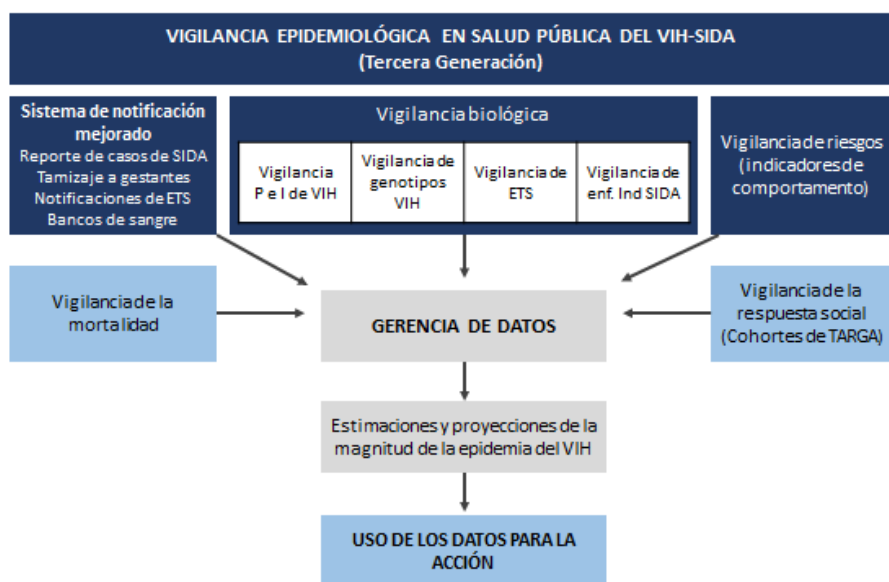 VIGILANCIA EPIDEMIOLÓGICA EN SALUD PÚBLICA DEL VIH-SIDA
(Tercera Generación)
Sistema de notificación
mejorado
Reporte de casos de SIDA
Tamizaje a gestantes
Notificaciones de ETS
Bancos de sangre
Vigilancia biológica
Vigilancia
P e I de VIH
Vigilancia de
genotipos
VIH
Vigilancia de
ETS
Vigilancia de
enf. Ind SIDA
Vigilancia de riesgos
(indicadores de
comportamento)
Vigilancia de la
mortalidad
GERENCIA DE DATOS
Vigilancia de la
respuesta social
(Cohortes de TARGA)
Estimaciones y proyecciones de la
magnitud de la epidemia del VIH
USO DE LOS DATOS PARA LA
ACCIÓN